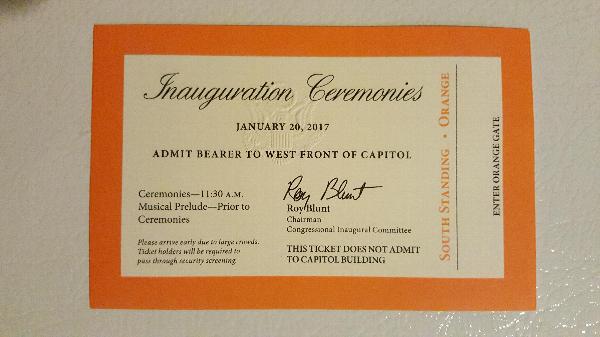 Inauguration Ceremonies
JANUARY 20, 2017
ADMIT BEARER TO WEST FRONT OF CAPITOL
Ceremonies—11:30 A.M.
Musical Prelude—Prior to
Ceremonies
Please arrive early due to large crowds.
Ticket holders will be required to
pass through security screening.
Roy Blunt
Roy Blunt
Chairman
Congressional Inaugural Committee
THIS TICKET DOES NOT ADMIT
TO CAPITOL BUILDING
SOUTH STANDING • ORANGE
ENTER ORANGE GATE